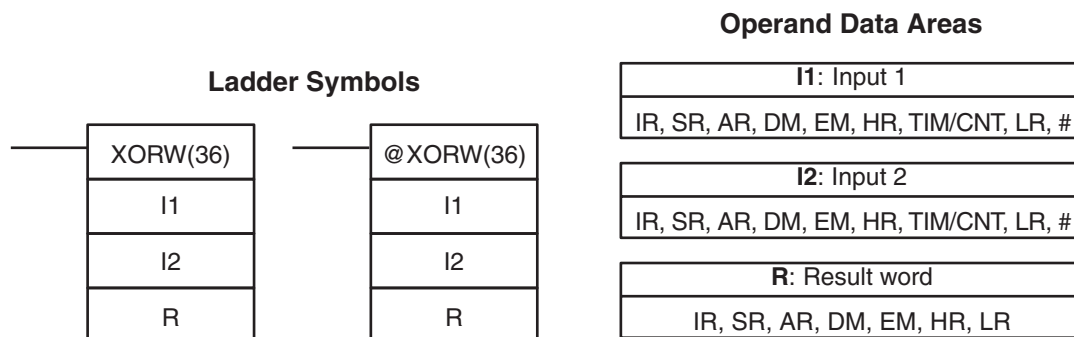 Ladder Symbols
XORW(36)
I1
I2
R
@XORW(36)
I1
I2
R
Operand Data Areas
I1: Input 1
IR, SR, AR, DM, EM, HR, TIM/CNT, LR, #
I2: Input 2
IR, SR, AR, DM, EM, HR, TIM/CNT, LR, #
R: Result word
IR, SR, AR, DM, EM, HR, LR